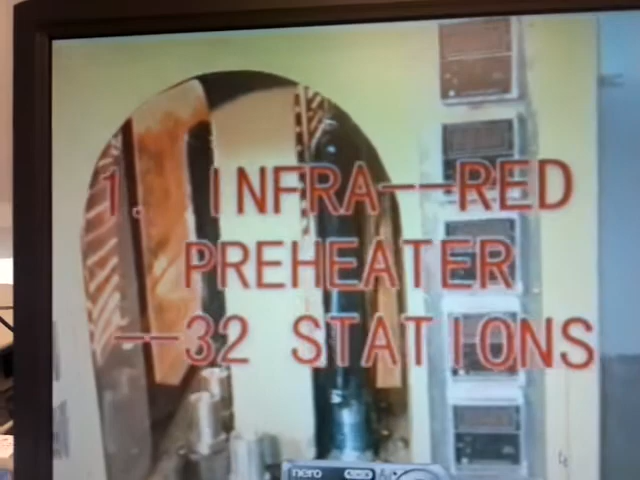 1. INFRA--RED
PREHEATER
--32 STATIONS
nero